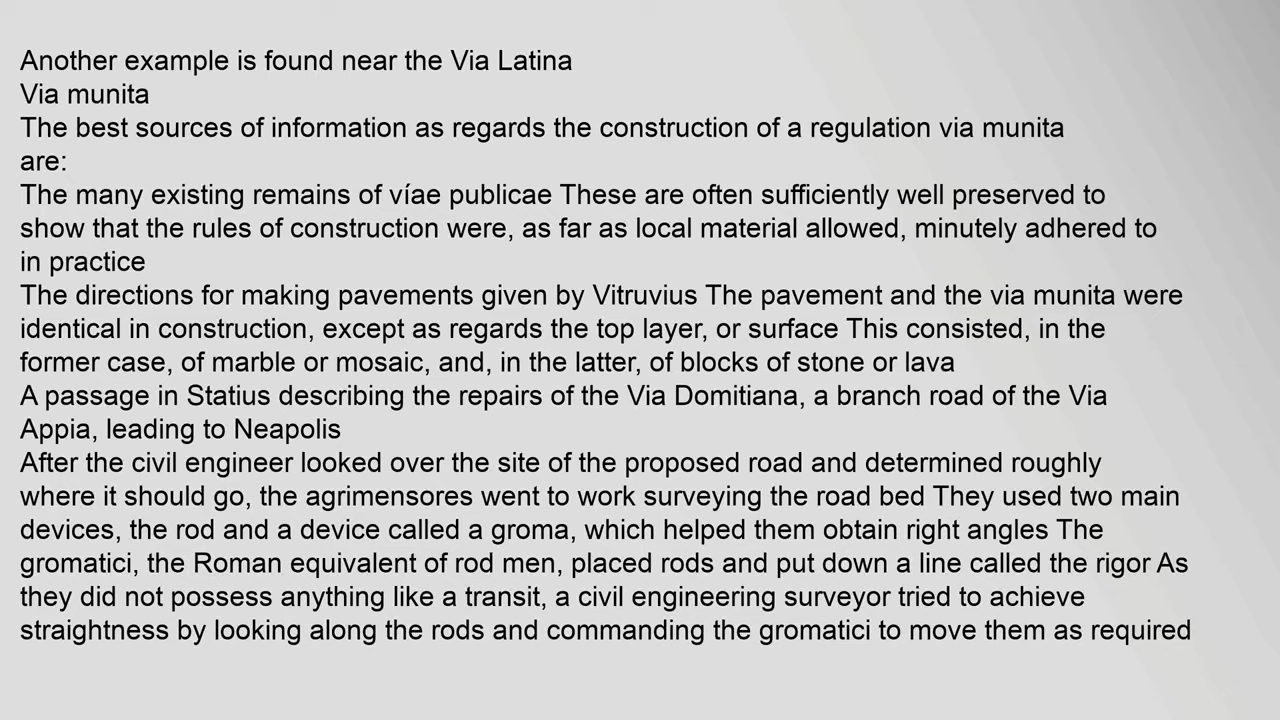 Another example is found near the Via Latina
Via munita
The best sources of information as regards the construction of a regulation via munita
are:
The many existing remains of víae publicae These are often sufficiently well preserved to
show that the rules of construction were, as far as local material allowed, minutely adhered to
in practice
The directions for making pavements given by Vitruvius The pavement and the via munita were
identical in construction, except as regards the top layer, or surface This consisted, in the
former case, of marble or mosaic, and, in the latter, of blocks of stone or lava
A passage in Statius describing the repairs of the Via Domitiana, a branch road of the Via
Appia, leading to Neapolis
After the civil engineer looked over the site of the proposed road and determined roughly
where it should go, the agrimensores went to work surveying the road bed They used two main
devices, the rod and a device called a groma, which helped them obtain right angles The
gromatici, the Roman equivalent of rod men, placed rods and put down a line called the rigor As
they did not possess anything like a transit, a civil engineering surveyor tried to achieve
straightness by looking along the rods and commanding the gromatici to move them as required